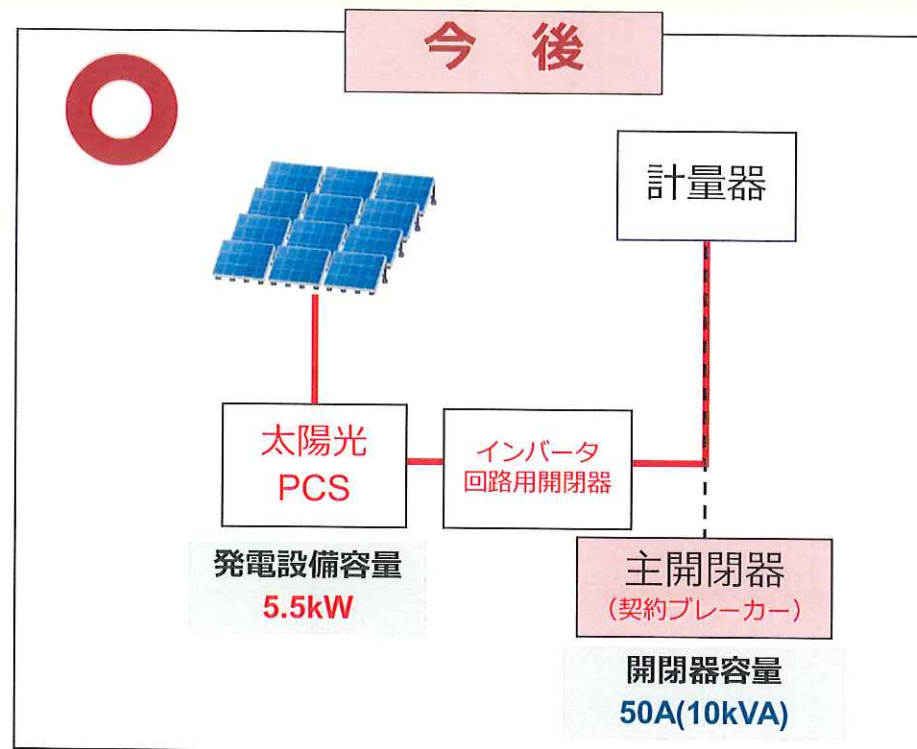 今　後
計量器
太陽光
PCS
インバータ
回路用開閉器
発電設備容量
5.5kW
主開閉器
（契約ブレーカー）
開閉器容量
50A(10kVA)